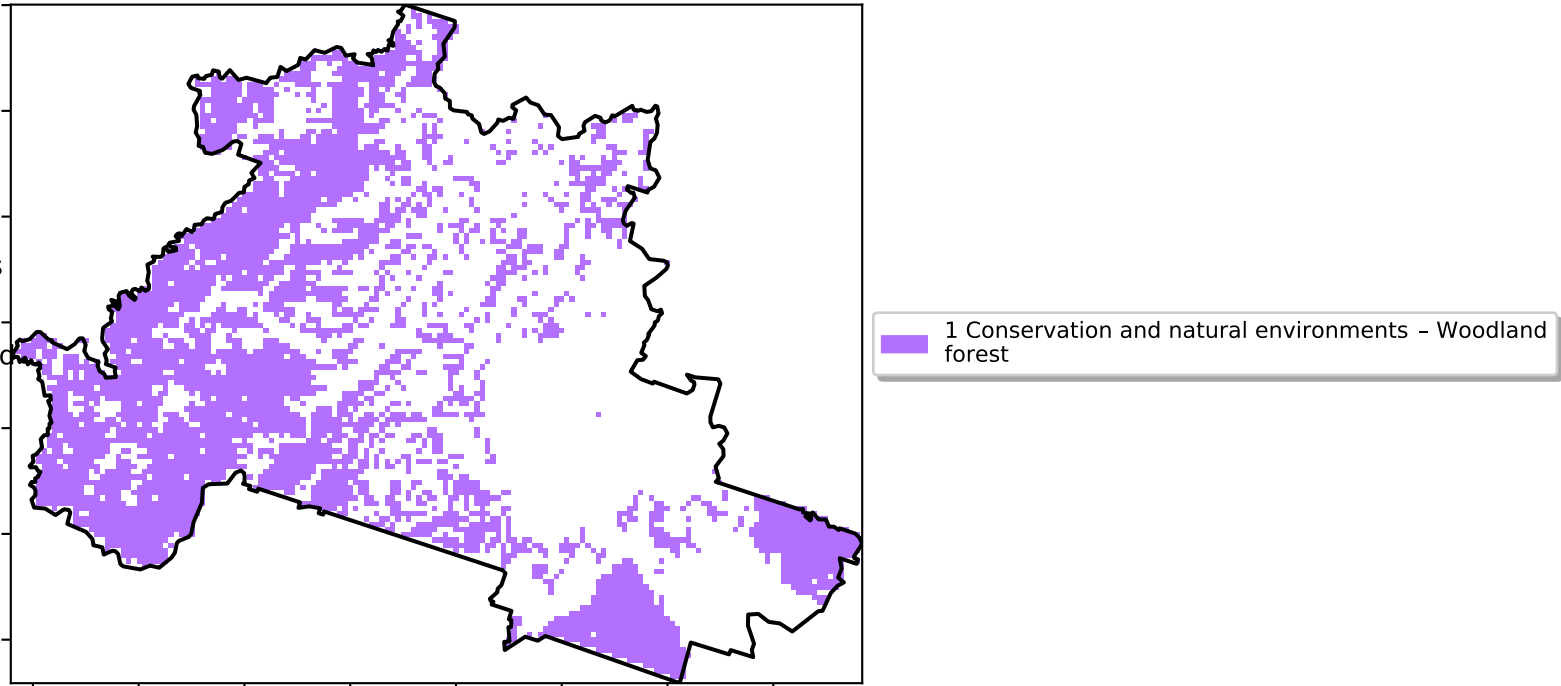 1 Conservation and natural environments – Woodland
forest